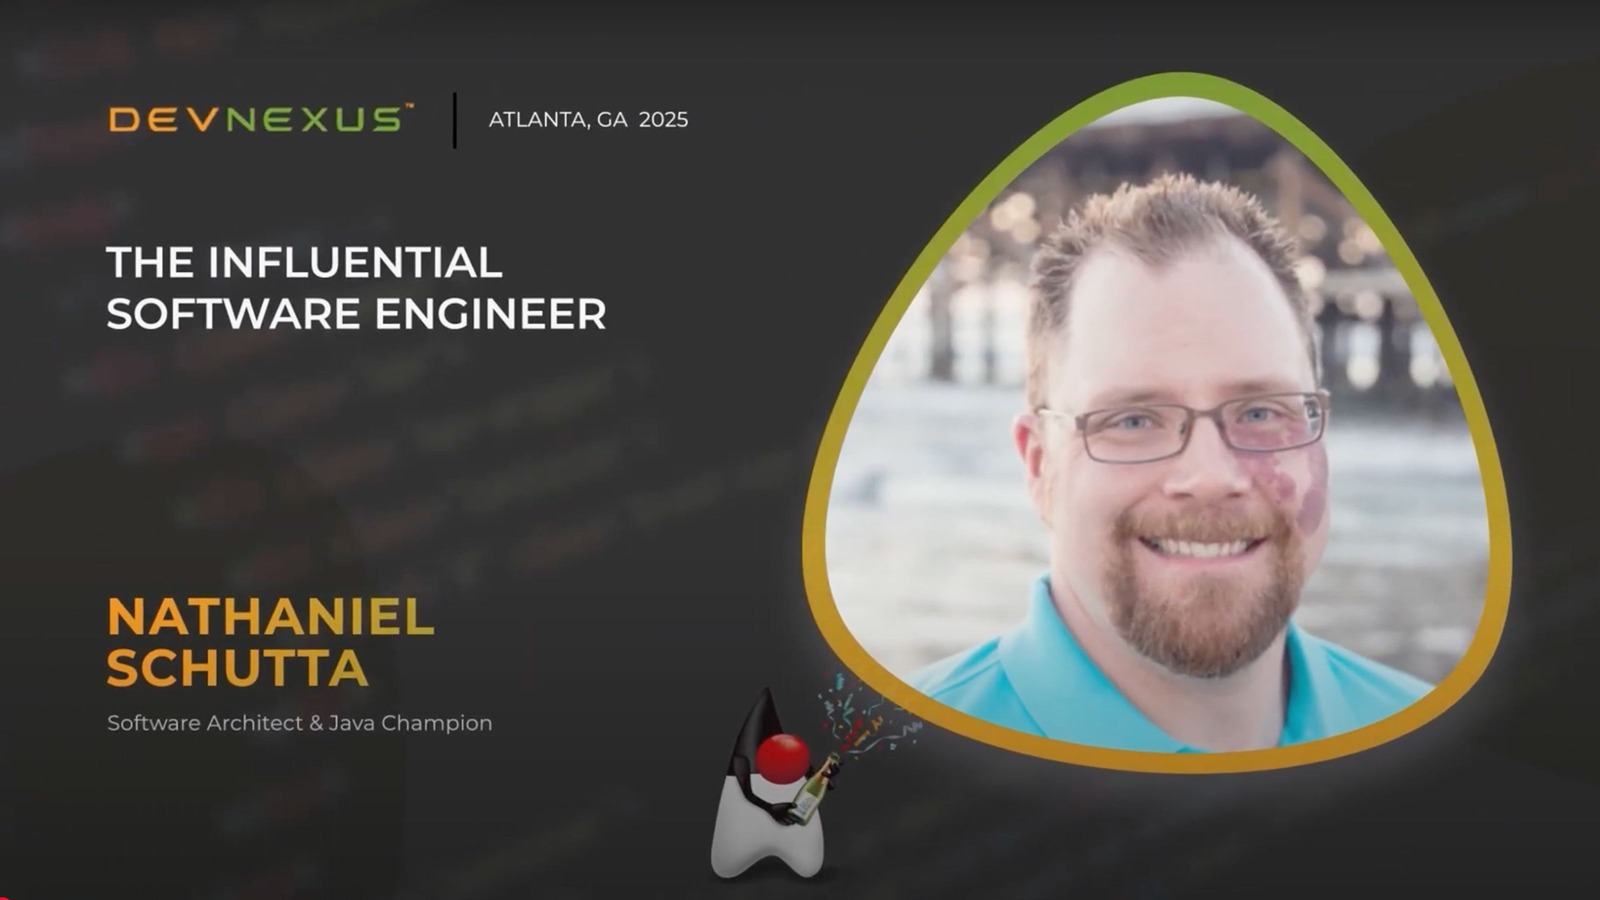 DEVNEXUS™ ATLANTA, GA 2025
THE INFLUENTIAL
SOFTWARE ENGINEER
NATHANIEL
SCHUTTA
Software Architect & Java Champion